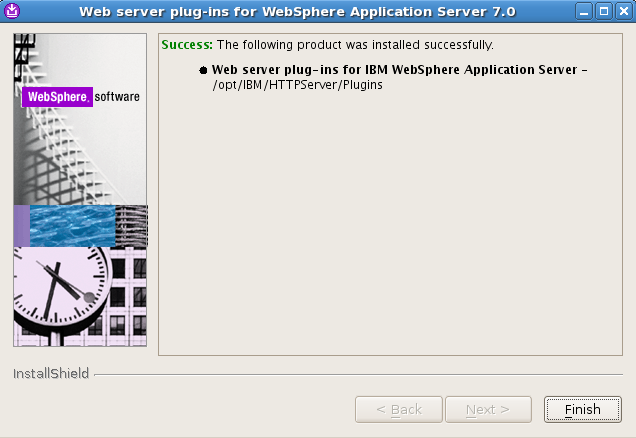 Web server plug-ins for WebSphere Application Server 7.0
WebSphere. software
Success: The following product was installed successfully.
Web server plug-ins for IBM WebSphere Application Server –
/opt/IBM/HTTPServer/Plugins
InstallShield
< Back
Next >
Finish